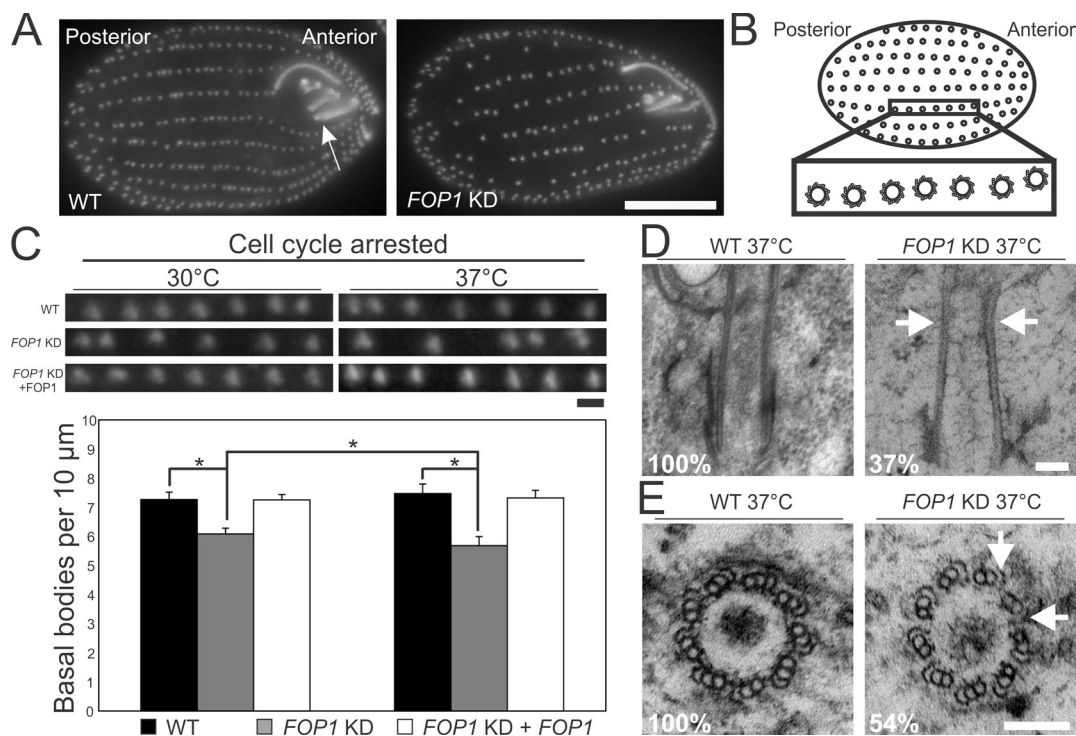 A
Posterior
Anterior
WT
FOP1 KD
B
Posterior
Anterior
C
Cell cycle arrested
30°C
37°C
WT
FOP1 KD
FOP1 KD
+FOP1
Basal bodies per 10 µm
10
9
8
7
6
5
4
3
2
1
0
*
*
*
WT
FOP1 KD
FOP1 KD + FOP1
D
WT 37°C
FOP1 KD 37°C
100%
37%
E
WT 37°C
FOP1 KD 37°C
100%
54%